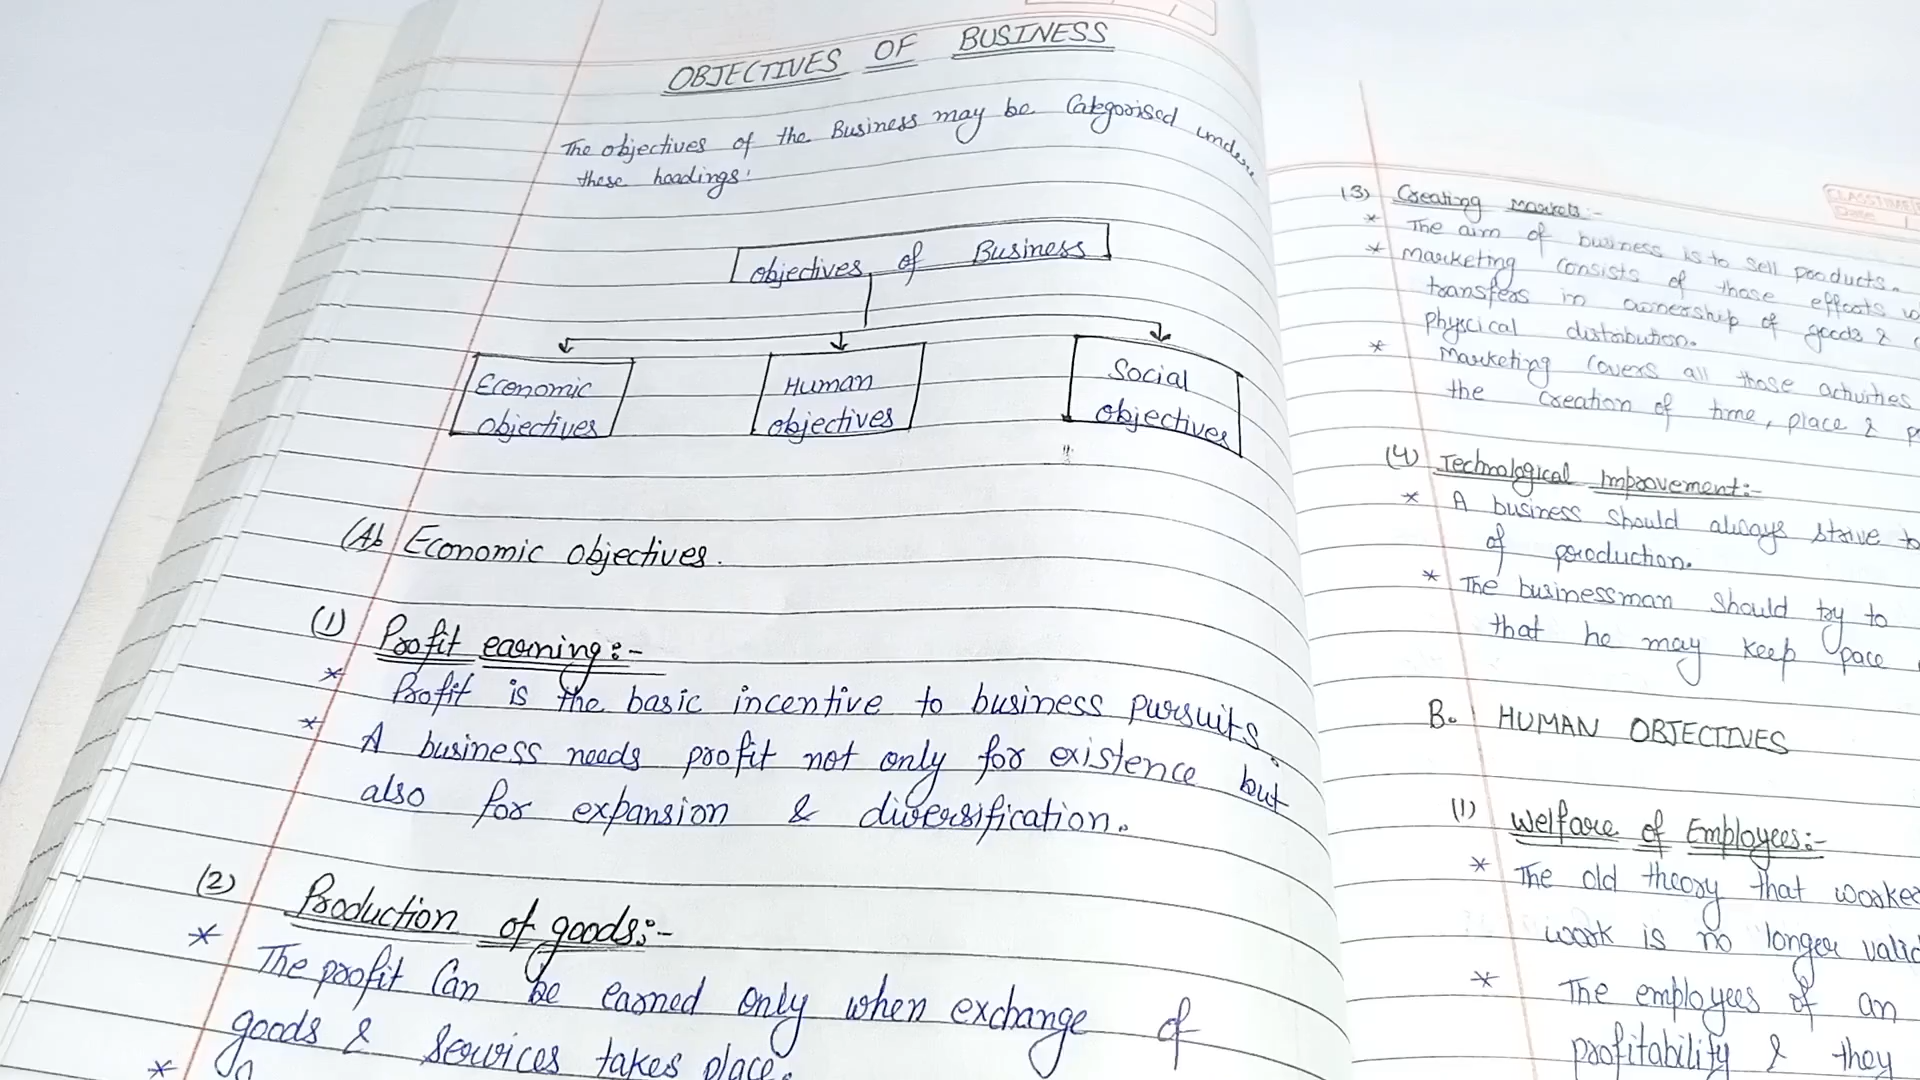 OBJECTIVES OF BUSINESS
The objectives of the Business may be Categorised
these headings:
objectives of Business
Economic
objectives
Human
objectives
Social
objectives
(A) Economic objectives.
(1) Profit earning:-
* Profit is the basic incentive to business pursuits.
* A business needs profit not only for existence but
also for expansion & diversification.
(2) Production of goods:-
* The profit Can be earned only when exchange of
goods & Services takes place.
*
CLASSTIME
Date
(3) Creating Markets:-
* The aim of business is to sell products.
* Marketing consists of those effots
transfers in ownership of goods &
physcical distribution.
* Marketing covers all those activities
the creation of time, place &
(4) Technological Improvement:-
* A business should always strive to
of production.
* The businessman should try to
that he may keep pace
B. HUMAN OBJECTIVES
(1) Welfare of Employees:-
* The old theory that
work is no longer
* The employees of an
profitability & they